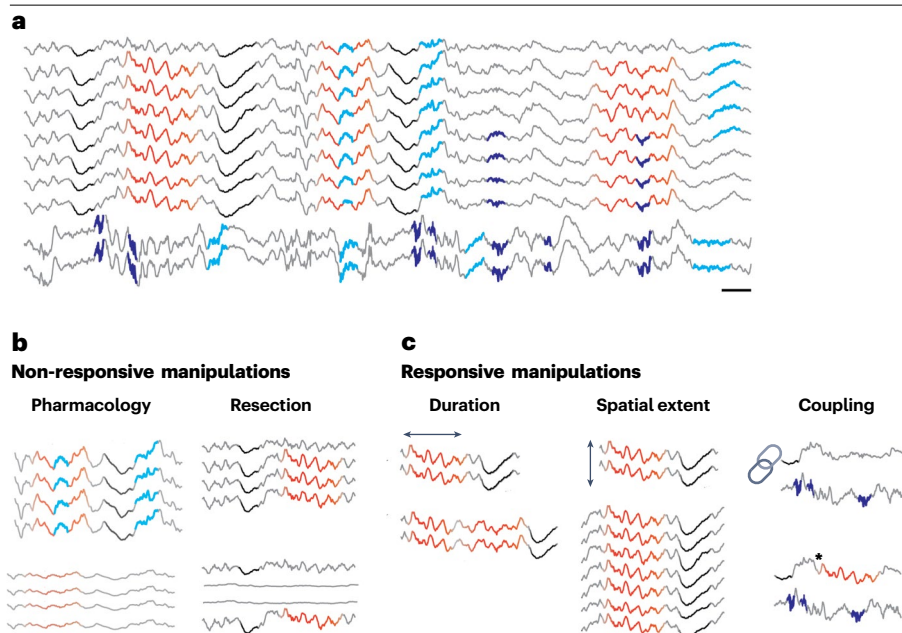 a
b
Non-responsive manipulations
Pharmacology
Resection
c
Responsive manipulations
Duration
Spatial extent
Coupling
*